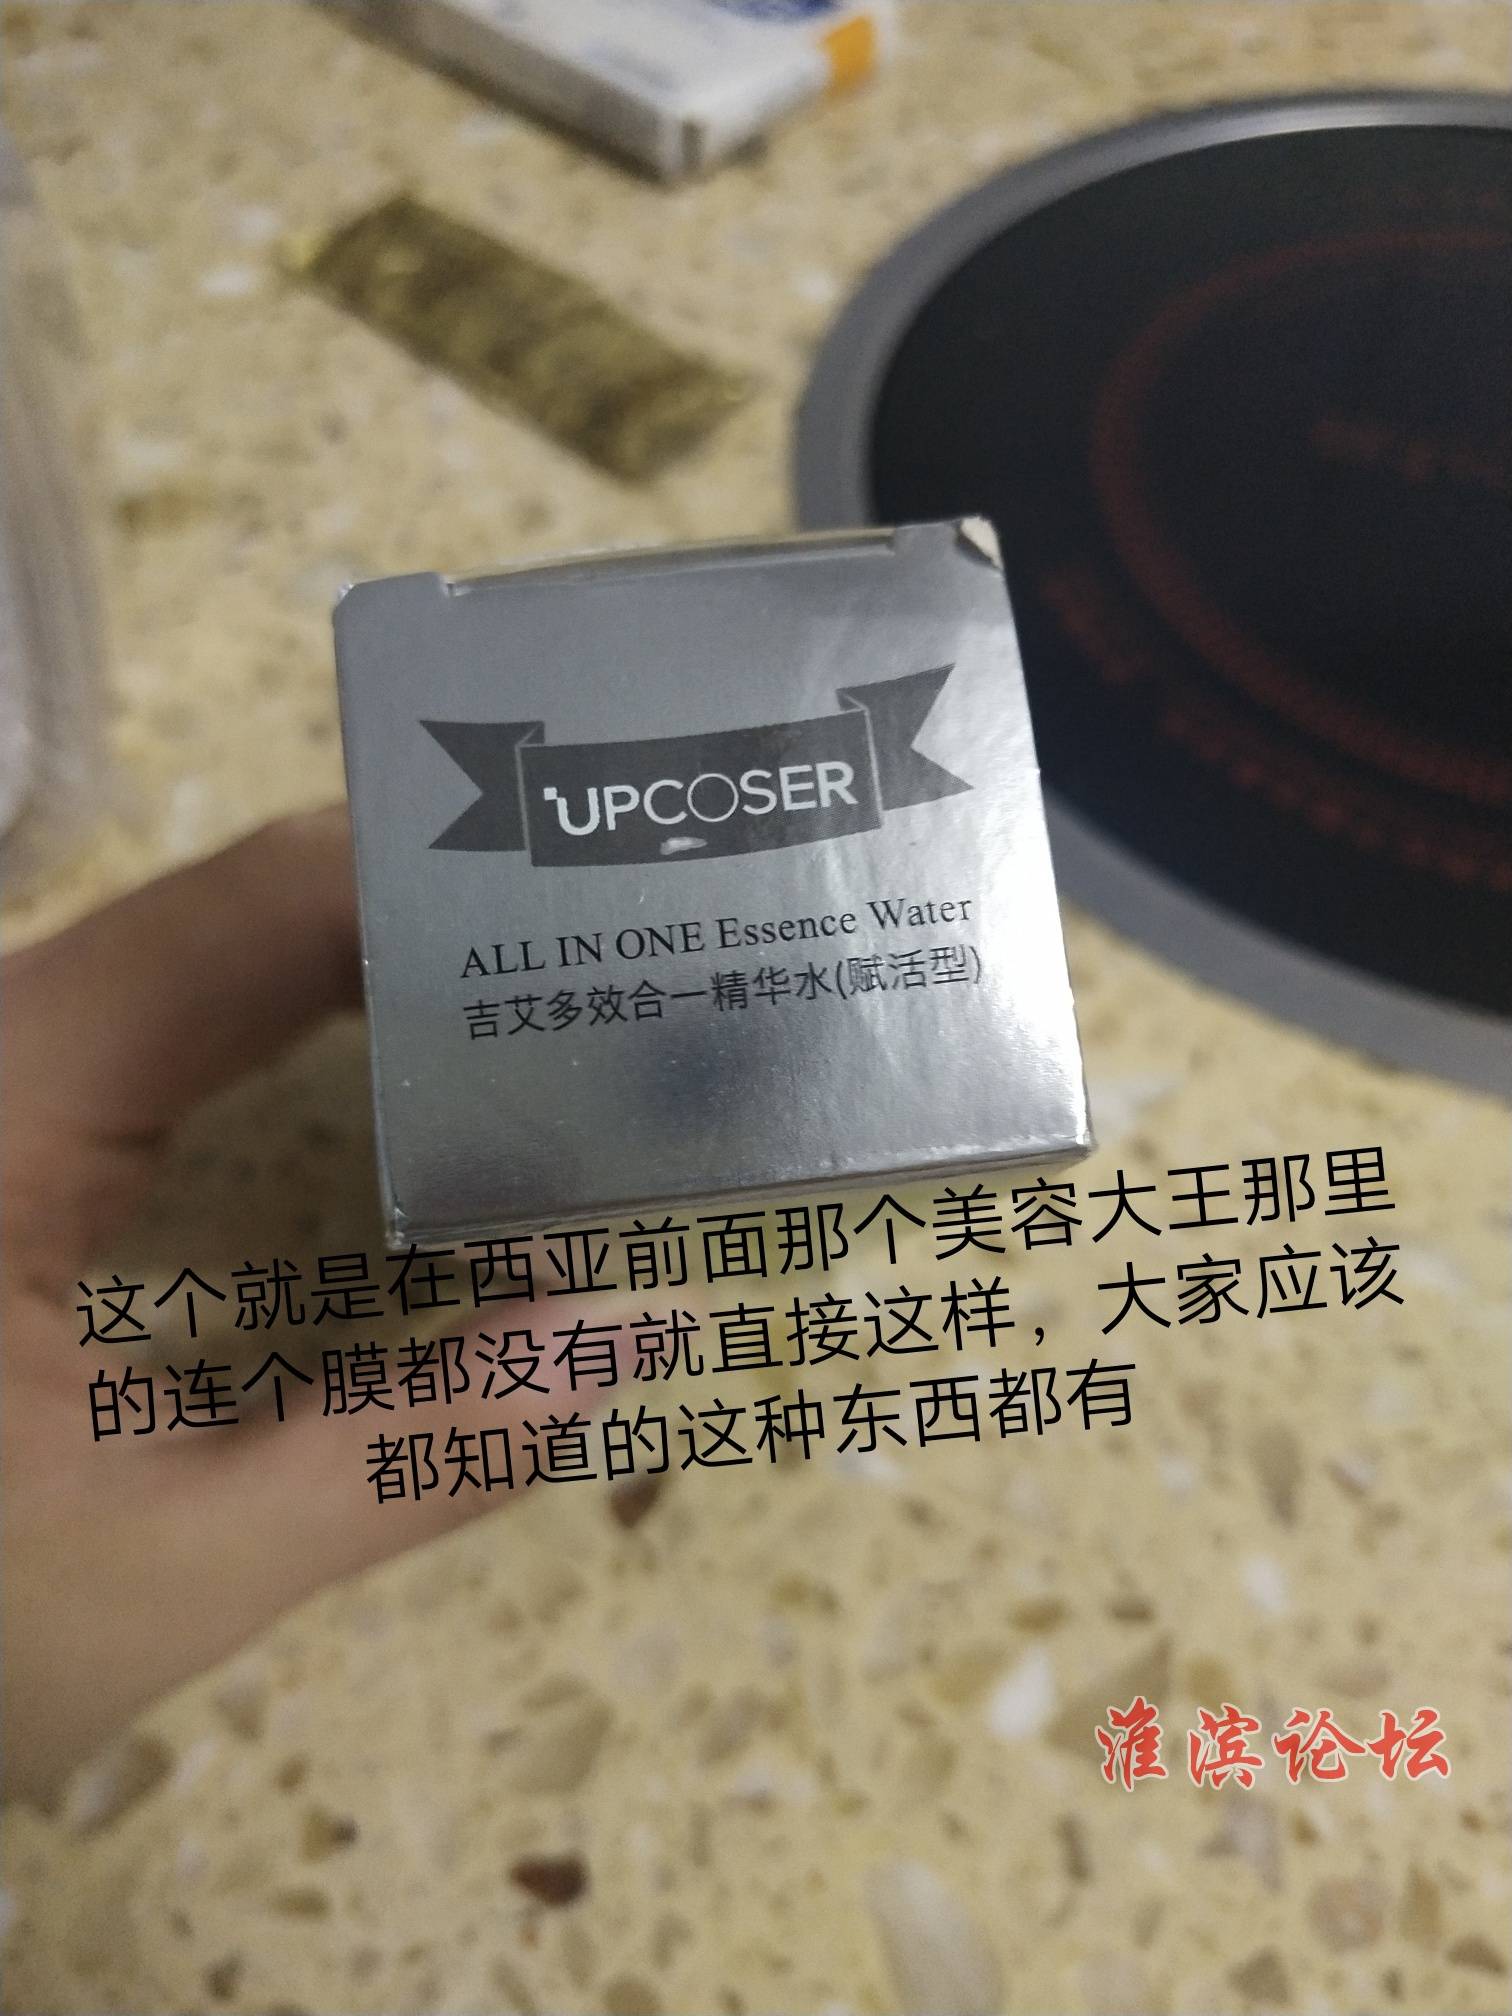 UPCOSER
ALL IN ONE Essence Water
吉艾多效合一精华水(赋活型)
这个就是在西亚前面那个美容大王那里
的连个膜都没有就直接这样，大家应该
都知道的这种东西都有
淮滨论坛